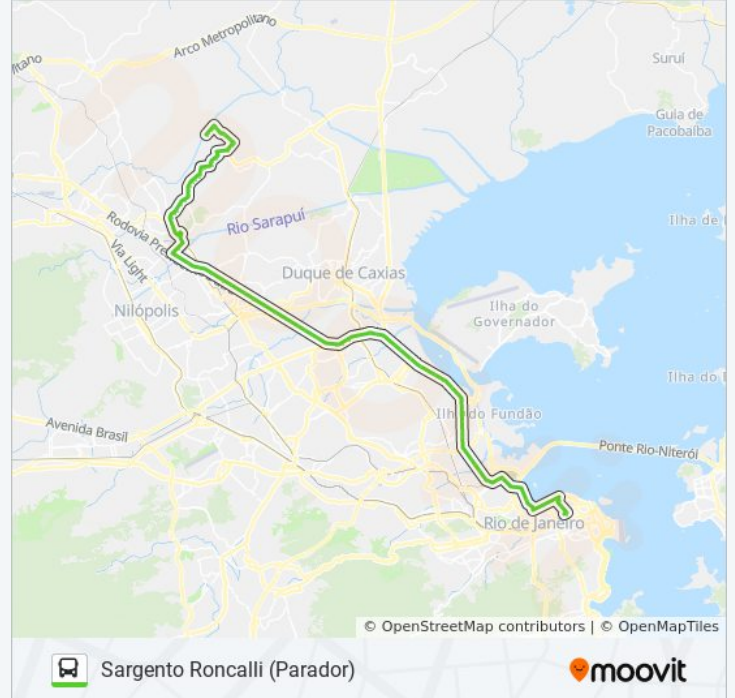 Arco Metropolitano
litano
Suruí
Guia de
Pacobaíba
Rio Sarapuí
Ilha de
Rodovia Pre
Via Light
Duque de Caxias
Nilópolis
Ilha do
Governador
Ilha do
Avenida Brasil
Ilha do Fundão
Ponte Rio-Niterói
Rio de Janeiro
© OpenStreetMap contributors | © OpenMapTiles
Sargento Roncalli (Parador)
moovit